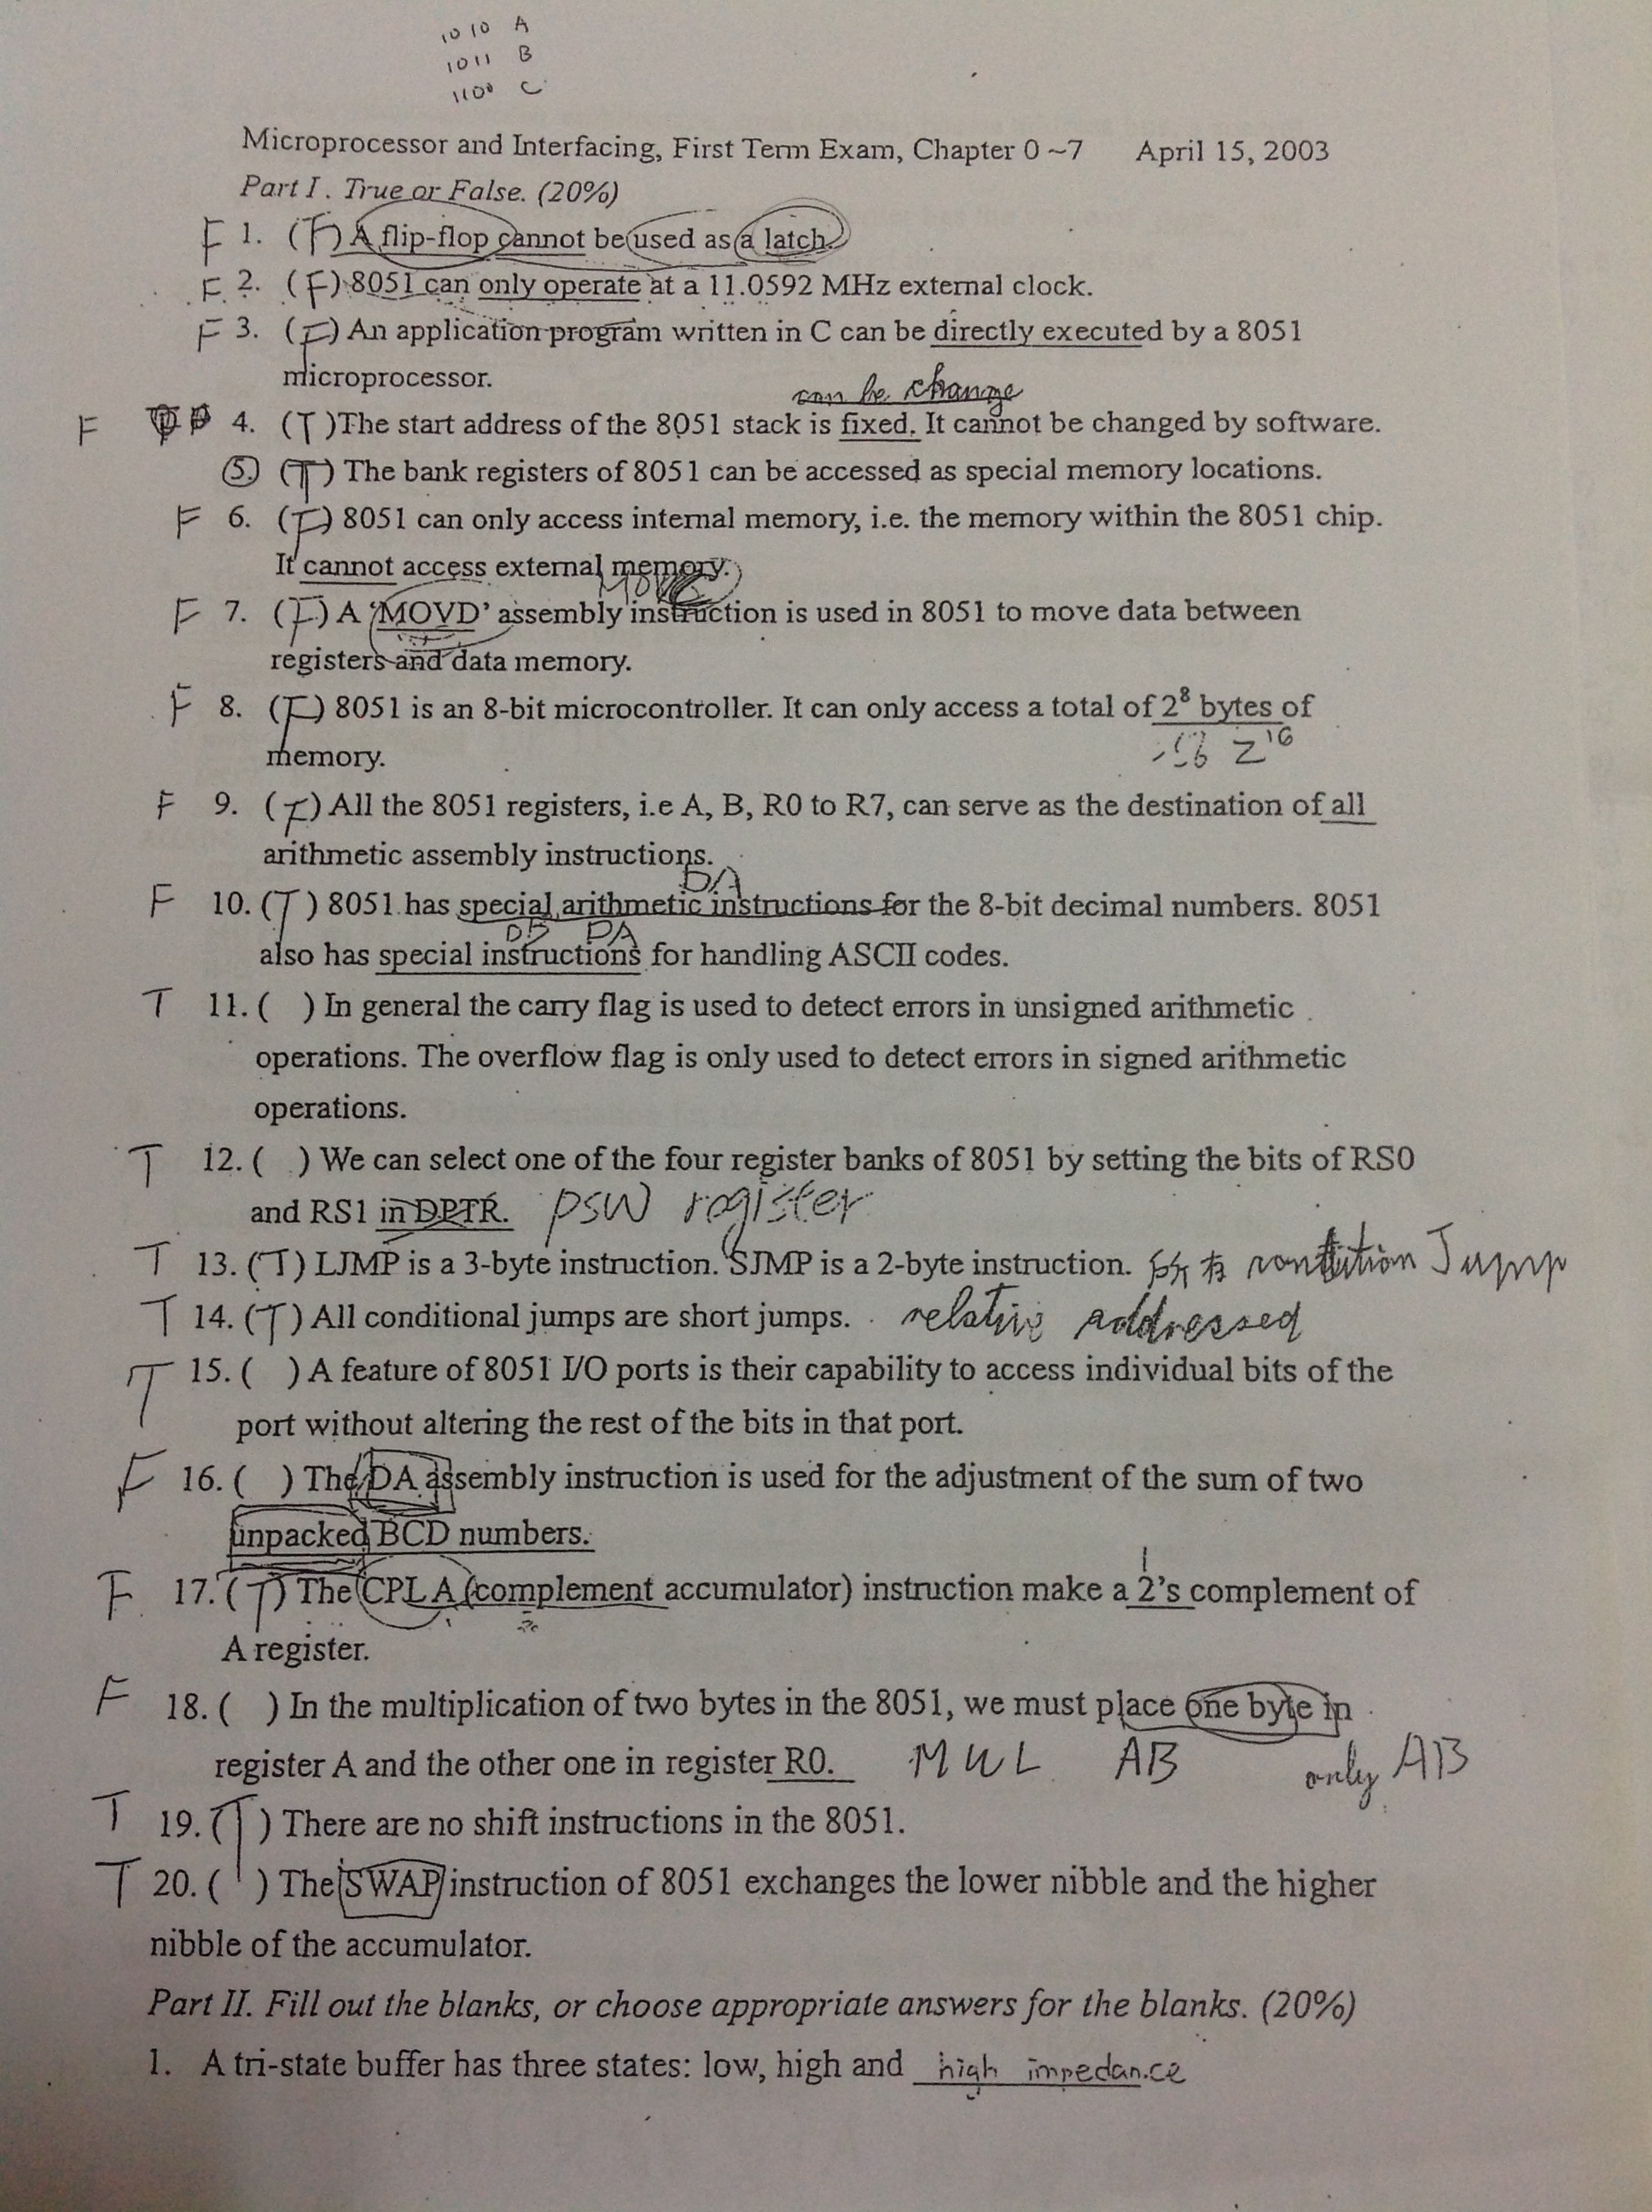 1010 A
1011 B
1100 C
Microprocessor and Interfacing, First Term Exam, Chapter 0 ~7 April 15, 2003
Part I . True or False. (20%)
F 1. (F) A flip-flop cannot be used as a latch.
F 2. (F) 8051 can only operate at a 11.0592 MHz external clock.
F 3. (F) An application program written in C can be directly executed by a 8051
microprocessor.
can be change
F 4. (T )The start address of the 8051 stack is fixed. It cannot be changed by software.
5. (T) The bank registers of 8051 can be accessed as special memory locations.
F 6. (F) 8051 can only access internal memory, i.e. the memory within the 8051 chip.
It cannot access external memory.
F 7. (F) A ‘MOVD’ assembly instruction is used in 8051 to move data between
registers and data memory.
F 8. (F) 8051 is an 8-bit microcontroller. It can only access a total of 2⁸ bytes of
memory. 2¹⁶
F 9. (F) All the 8051 registers, i.e A, B, R0 to R7, can serve as the destination of all
arithmetic assembly instructions.
DA
F 10. (T ) 8051 has special arithmetic instructions for the 8-bit decimal numbers. 8051
DB DA
also has special instructions for handling ASCII codes.
T 11. ( ) In general the carry flag is used to detect errors in unsigned arithmetic
operations. The overflow flag is only used to detect errors in signed arithmetic
operations.
T 12. ( ) We can select one of the four register banks of 8051 by setting the bits of RS0
and RS1 in DPTR. PSW register
T 13. (T) LJMP is a 3-byte instruction. SJMP is a 2-byte instruction. 所有 condition Jump
T 14. (T) All conditional jumps are short jumps. relative addressed
T 15. ( ) A feature of 8051 I/O ports is their capability to access individual bits of the
port without altering the rest of the bits in that port.
F 16. ( ) The DA assembly instruction is used for the adjustment of the sum of two
unpacked BCD numbers.
1
F 17. (T) The CPL A (complement accumulator) instruction make a 2’s complement of
A register.
F 18. ( ) In the multiplication of two bytes in the 8051, we must place one byte in
register A and the other one in register R0. MUL AB only AB
T 19. (T ) There are no shift instructions in the 8051.
T 20. ( ) The SWAP instruction of 8051 exchanges the lower nibble and the higher
nibble of the accumulator.
Part II. Fill out the blanks, or choose appropriate answers for the blanks. (20%)
1. A tri-state buffer has three states: low, high and high impedance